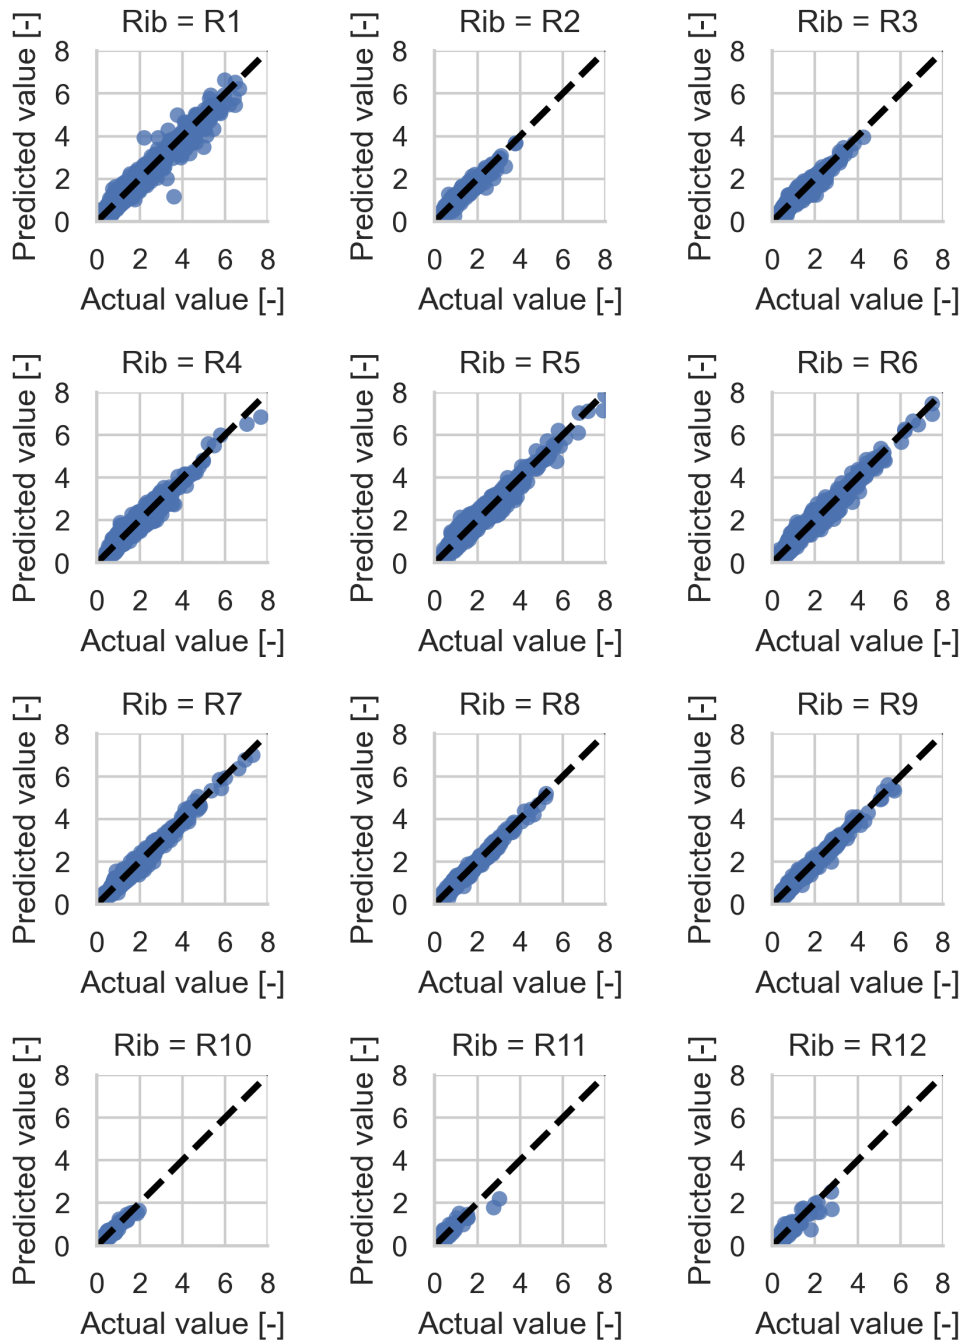 Rib = R1
Predicted value [-]
8
6
4
2
0
0 2 4 6 8
Actual value [-]
Rib = R2
Predicted value [-]
8
6
4
2
0
0 2 4 6 8
Actual value [-]
Rib = R3
Predicted value [-]
8
6
4
2
0
0 2 4 6 8
Actual value [-]
Rib = R4
Predicted value [-]
8
6
4
2
0
0 2 4 6 8
Actual value [-]
Rib = R5
Predicted value [-]
8
6
4
2
0
0 2 4 6 8
Actual value [-]
Rib = R6
Predicted value [-]
8
6
4
2
0
0 2 4 6 8
Actual value [-]
Rib = R7
Predicted value [-]
8
6
4
2
0
0 2 4 6 8
Actual value [-]
Rib = R8
Predicted value [-]
8
6
4
2
0
0 2 4 6 8
Actual value [-]
Rib = R9
Predicted value [-]
8
6
4
2
0
0 2 4 6 8
Actual value [-]
Rib = R10
Predicted value [-]
8
6
4
2
0
0 2 4 6 8
Actual value [-]
Rib = R11
Predicted value [-]
8
6
4
2
0
0 2 4 6 8
Actual value [-]
Rib = R12
Predicted value [-]
8
6
4
2
0
0 2 4 6 8
Actual value [-]